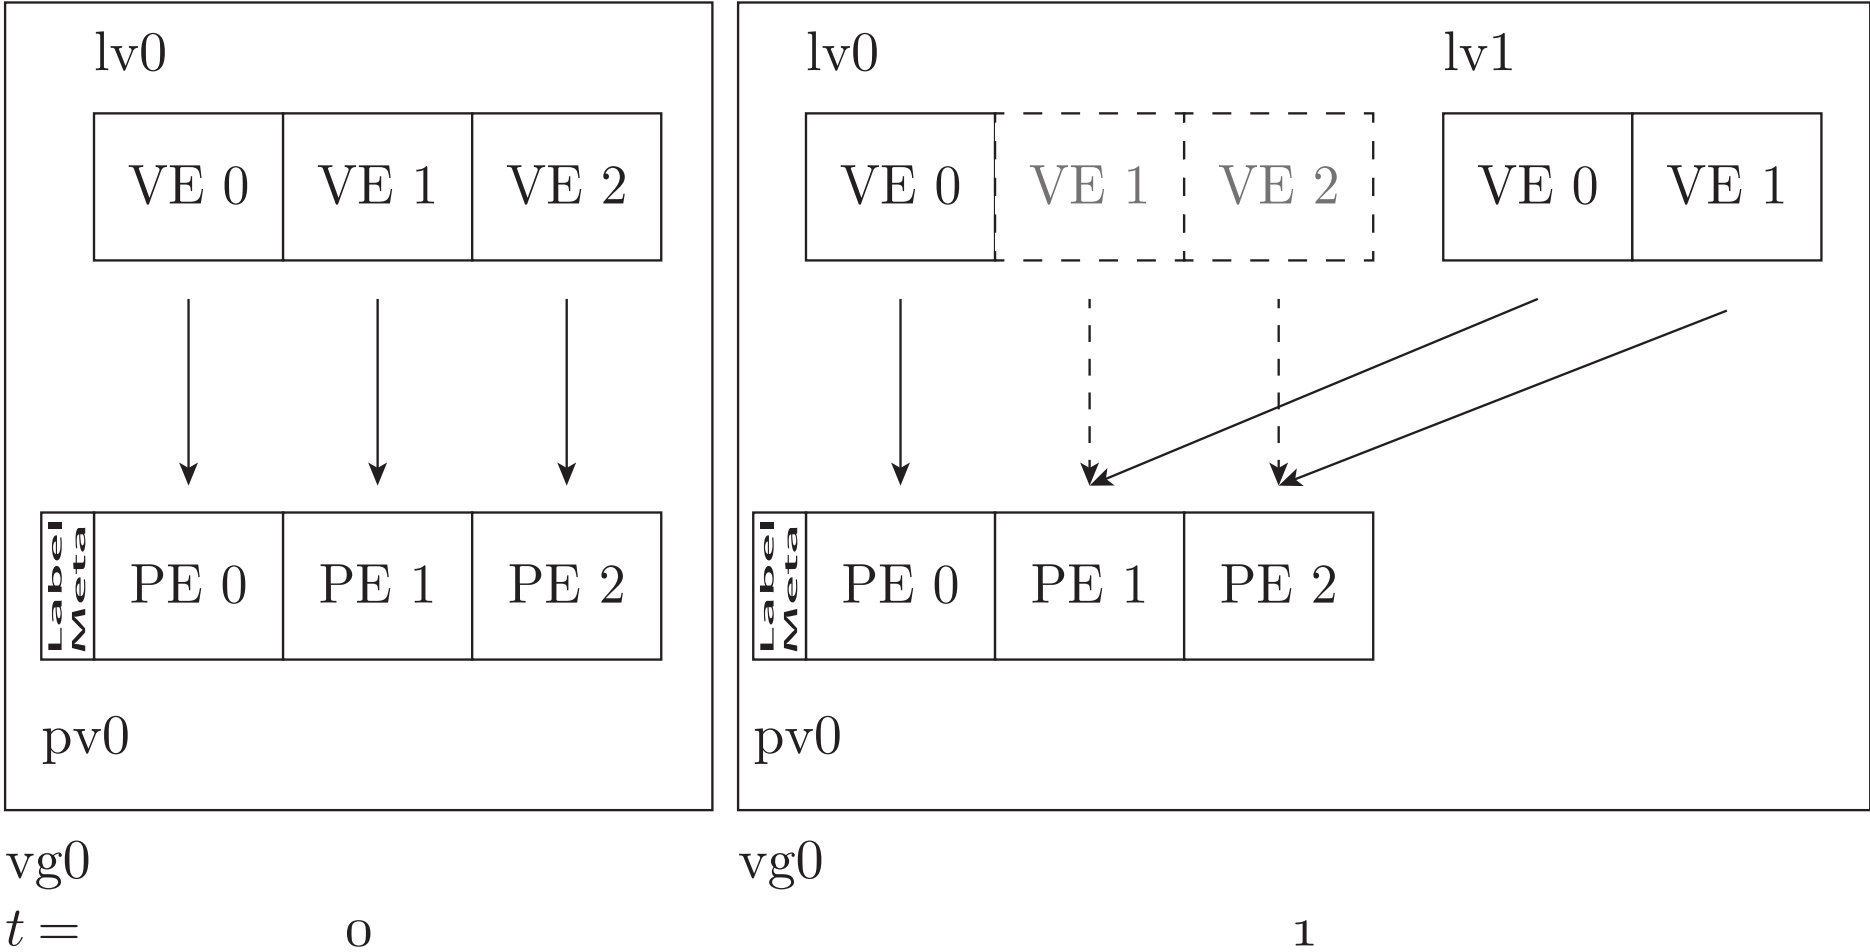 lv0 lv0 lv1
VE 0 VE 1 VE 2 VE 0 VE 1 VE 2 VE 0 VE 1
Label
Meta
PE 0 PE 1 PE 2
Label
Meta
PE 0 PE 1 PE 2
pv0 pv0
vg0 vg0
t = 0 1